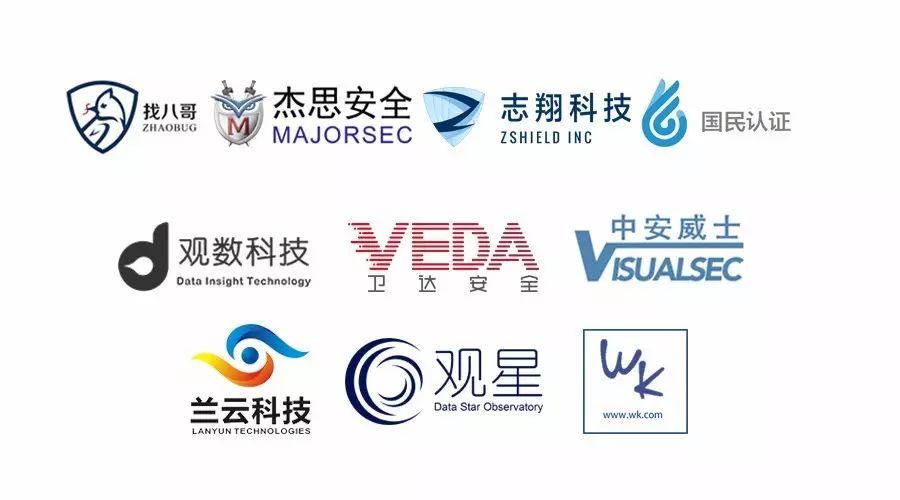 找八哥
ZHAOBUG
M
杰思安全
MAJORSEC
志翔科技
ZSHIELD INC
国民认证
观数科技
Data Insight Technology
VEDA
卫达安全
中安威士
VISUALSEC
兰云科技
LANYUN TECHNOLOGIES
观星
Data Star Observatory
WK
www.wk.com